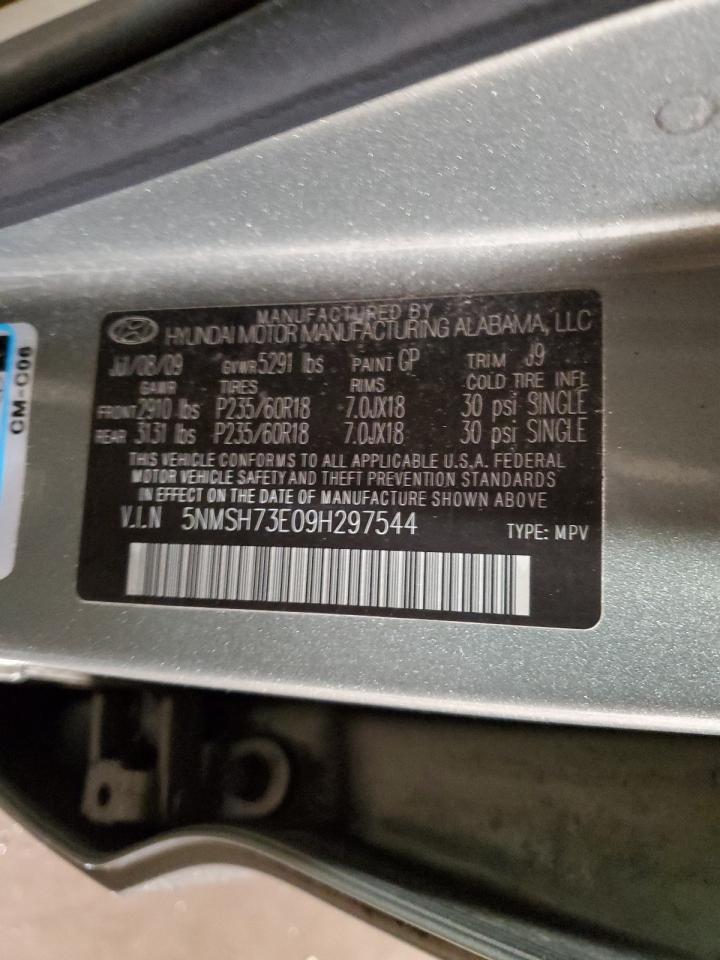 MANUFACTURED BY
HYUNDAI MOTOR MANUFACTURING ALABAMA, LLC
Jul/08/09 GVWR 5291 lbs PAINT GP TRIM J9
GAWR TIRES RIMS COLD TIRE INFL
FRONT 2910 lbs P235/60R18 7.0JX18 30 psi SINGLE
REAR 3131 lbs P235/60R18 7.0JX18 30 psi SINGLE
THIS VEHICLE CONFORMS TO ALL APPLICABLE U.S.A. FEDERAL
MOTOR VEHICLE SAFETY AND THEFT PREVENTION STANDARDS
IN EFFECT ON THE DATE OF MANUFACTURE SHOWN ABOVE
V.I.N 5NMSH73E09H297544 TYPE: MPV
CM-C06